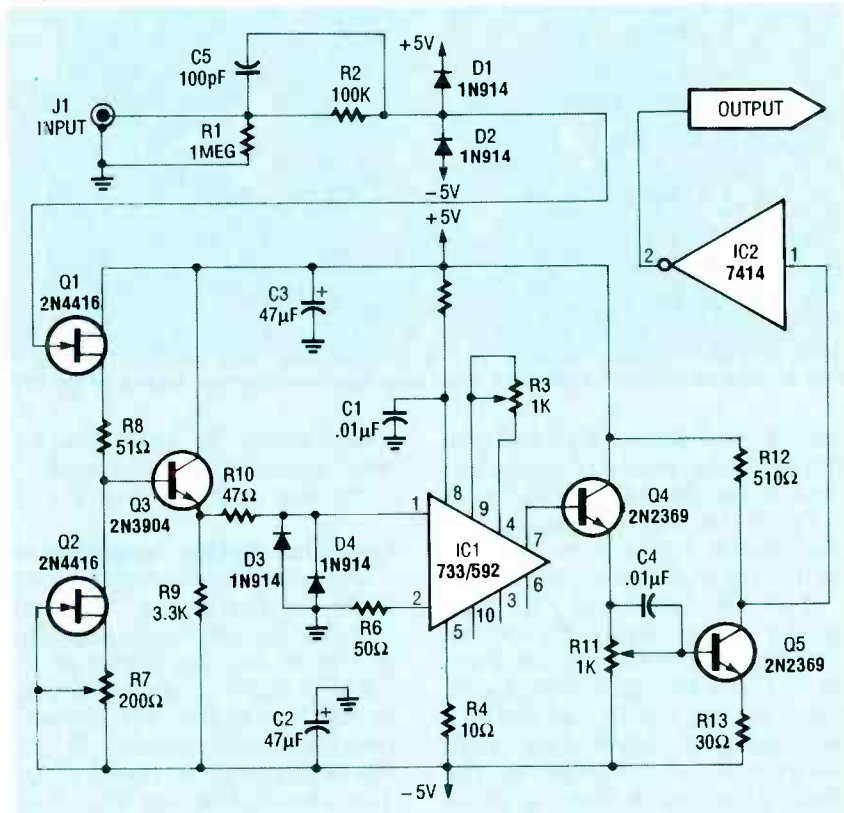 C5
100pF
R2
100K
+5V
D1
1N914
J1
INPUT
R1
1MEG
D2
1N914
-5V
OUTPUT
+5V
Q1
2N4416
C3
47µF
+
2
IC2
7414
1
R3
1K
C1
.01µF
R8
51Ω
R12
510Ω
Q3
2N3904
R10
47Ω
8
9
4
7
6
Q4
2N2369
1
IC1
733/592
D3
1N914
D4
1N914
C4
.01µF
Q2
2N4416
R9
3.3K
R6
50Ω
2
5
10
3
R11
1K
Q5
2N2369
R7
200Ω
C2
47µF
+
R4
10Ω
R13
30Ω
-5V